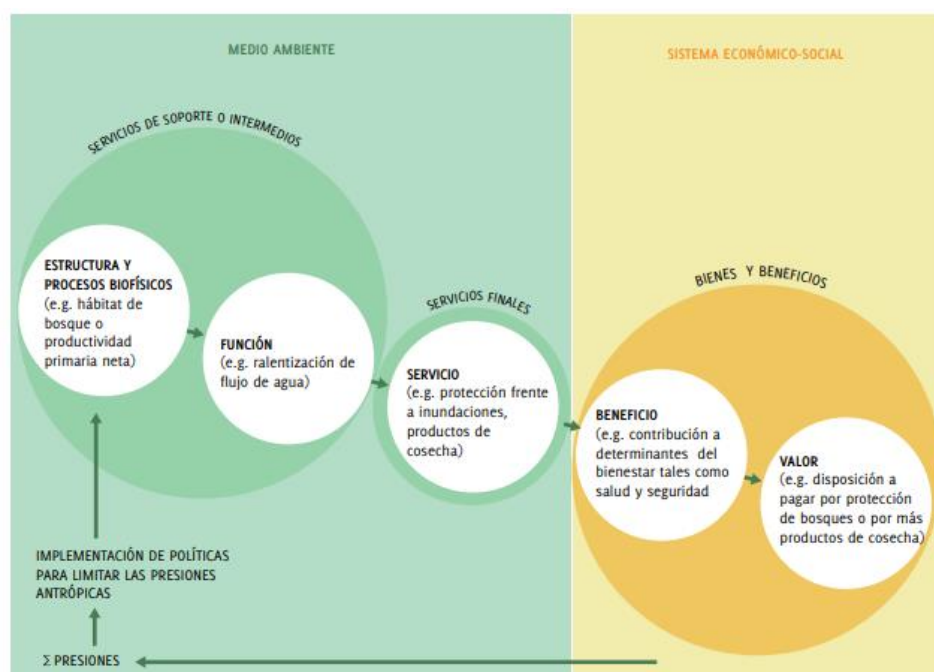 MEDIO AMBIENTE
SISTEMA ECONÓMICO-SOCIAL
SERVICIOS DE SOPORTE O INTERMEDIOS
ESTRUCTURA Y
PROCESOS BIOFÍSICOS
(e.g. hábitat de
bosque o
productividad
primaria neta)
FUNCIÓN
(e.g. ralentización de
flujo de agua)
SERVICIOS FINALES
SERVICIO
(e.g. protección frente
a inundaciones,
productos de
cosecha)
BIENES Y BENEFICIOS
BENEFICIO
(e.g. contribución a
determinantes del
bienestar tales como
salud y seguridad
VALOR
(e.g. disposición a
pagar por protección
de bosques o por más
productos de cosecha)
IMPLEMENTACIÓN DE POLÍTICAS
PARA LIMITAR LAS PRESIONES
ANTRÓPICAS
Σ PRESIONES